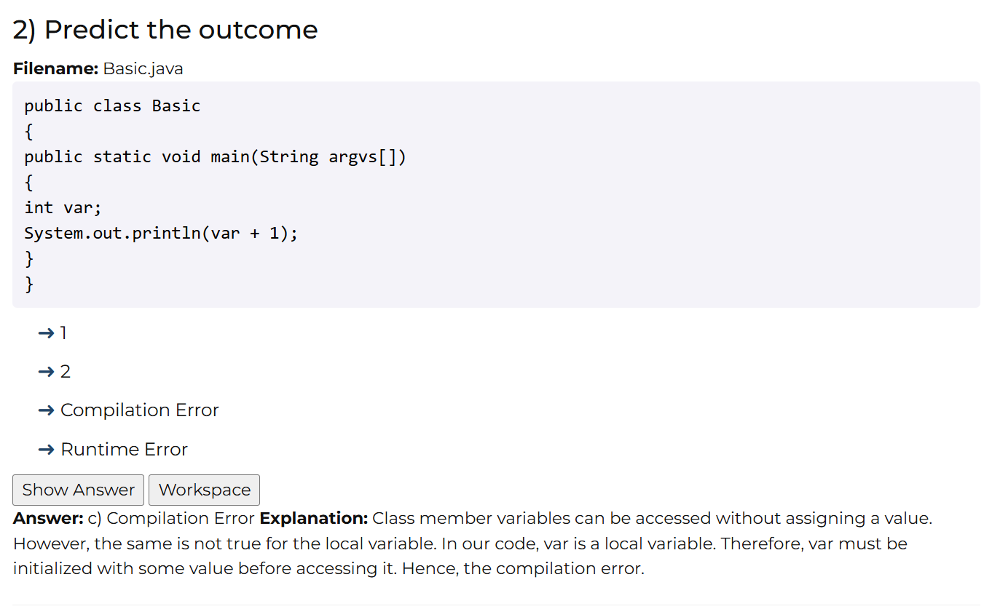 2) Predict the outcome
Filename: Basic.java
public class Basic
{
public static void main(String argvs[])
{
int var;
System.out.println(var + 1);
}
}
➔ 1
➔ 2
➔ Compilation Error
➔ Runtime Error
Show Answer Workspace
Answer: c) Compilation Error Explanation: Class member variables can be accessed without assigning a value.
However, the same is not true for the local variable. In our code, var is a local variable. Therefore, var must be
initialized with some value before accessing it. Hence, the compilation error.